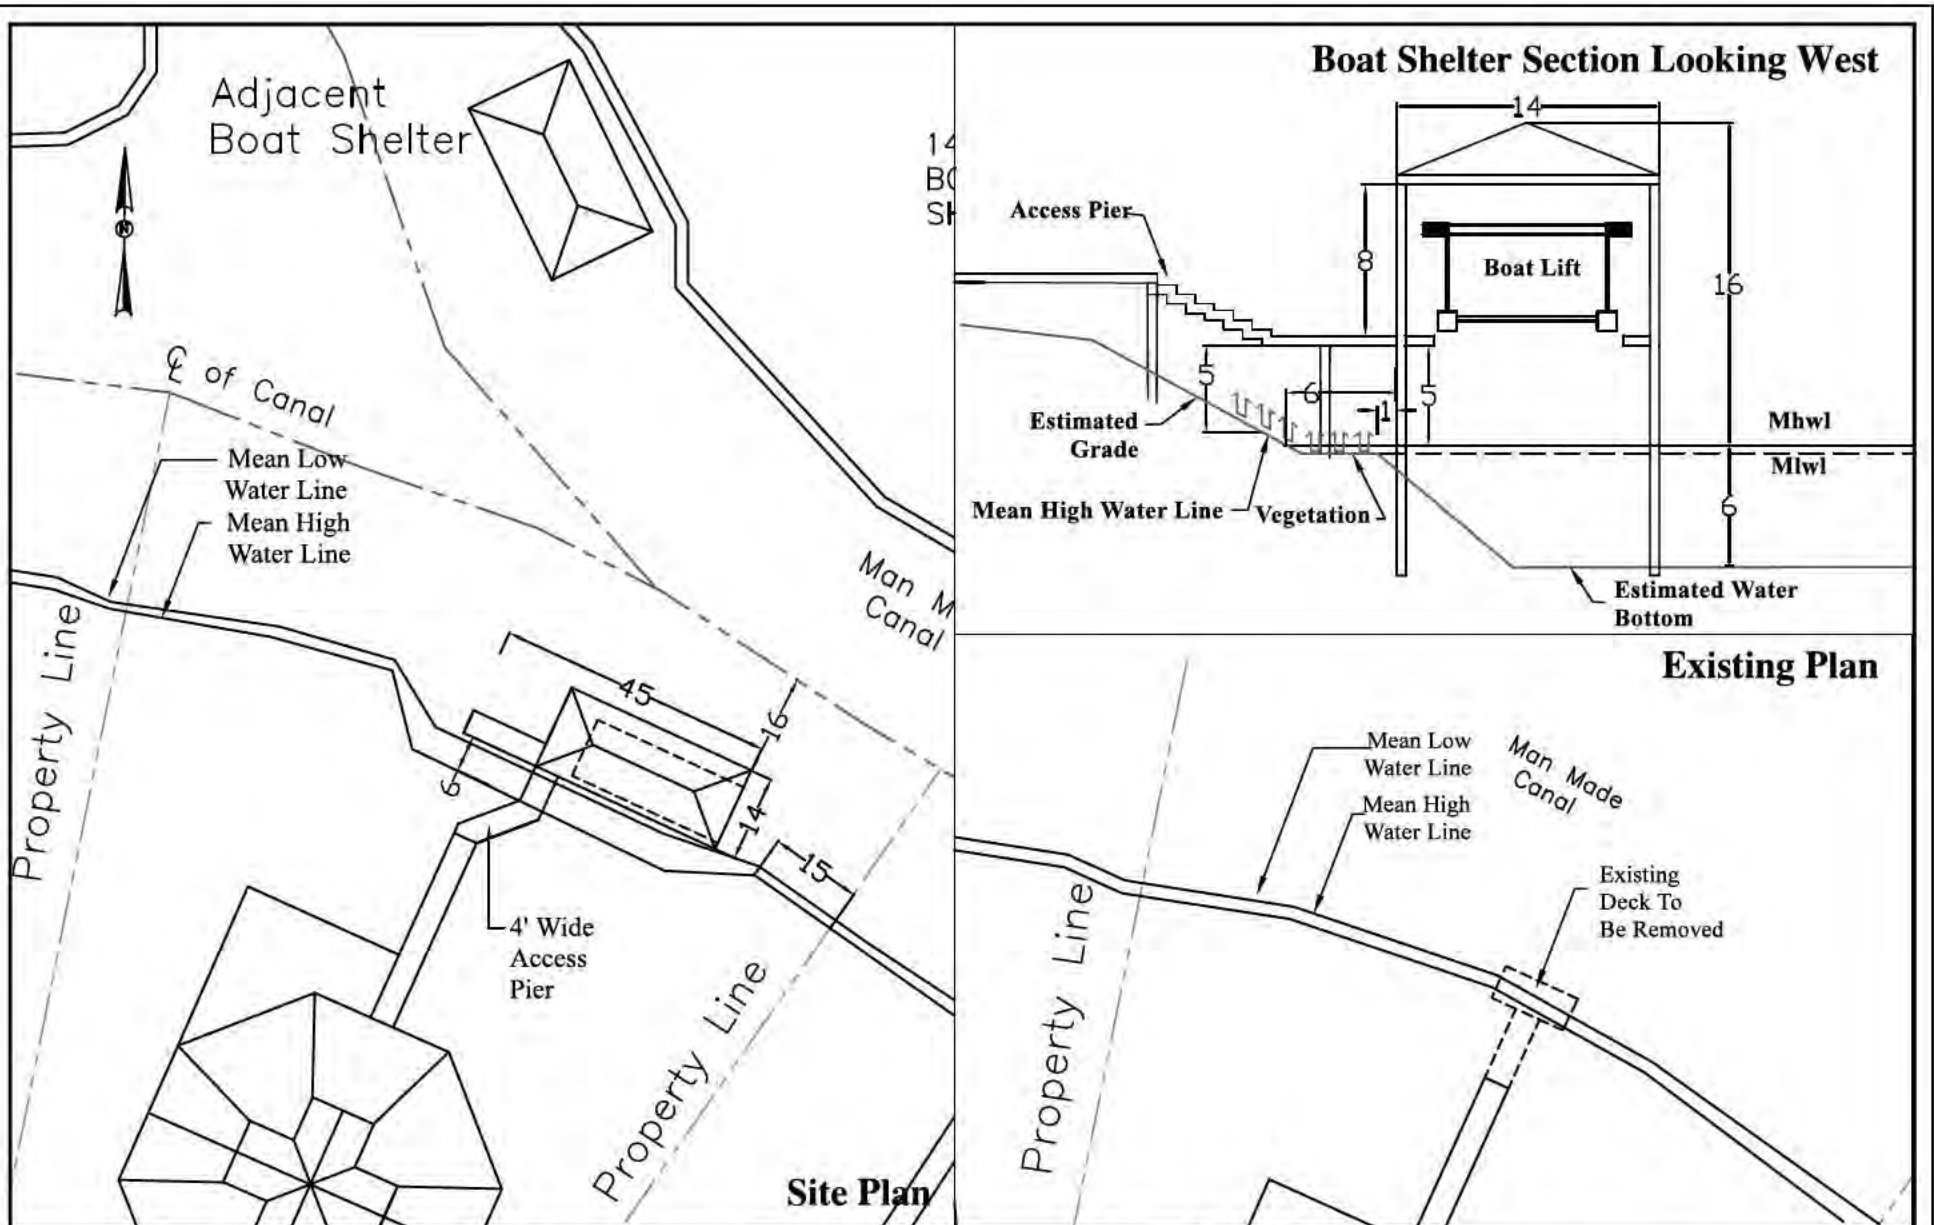 Adjacent
Boat Shelter
N
℄ of Canal
Mean Low
Water Line
Mean High
Water Line
Property Line
Man M
Canal
45
16
6
14
15
4' Wide
Access
Pier
Property Line
Site Plan
14
BO
SH
Boat Shelter Section Looking West
14
Access Pier
8
Boat Lift
16
5
6
1
5
Estimated
Grade
Mhwl
Mlwl
Mean High Water Line
Vegetation
6
Estimated Water
Bottom
Existing Plan
Mean Low
Water Line
Man Made
Canal
Mean High
Water Line
Existing
Deck To
Be Removed
Property Line